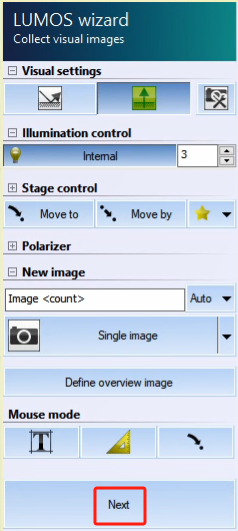 LUMOS wizard
Collect visual images
Visual settings
Illumination control
Internal 3
Stage control
Move to Move by
Polarizer
New image
Image <count> Auto
Single image
Define overview image
Mouse mode
T
Next